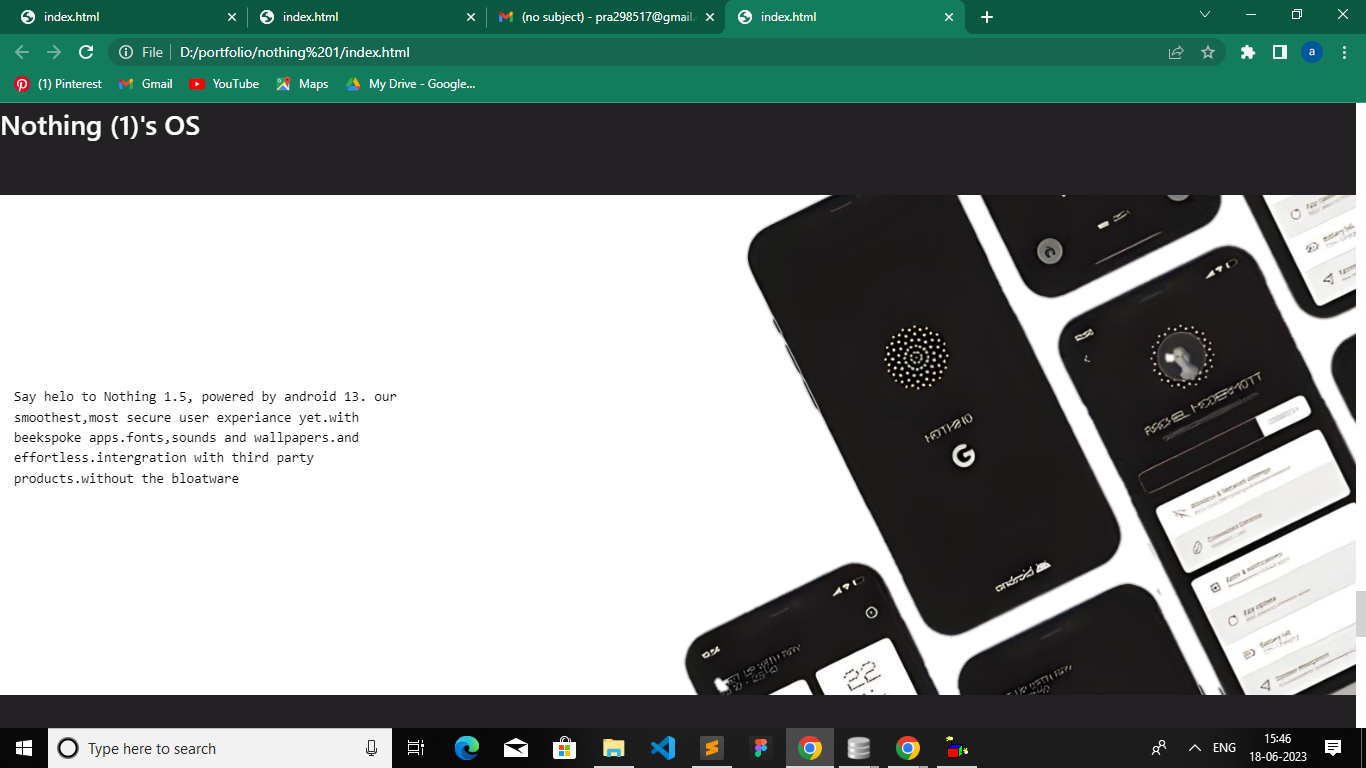 index.html
index.html
(no subject) - pra298517@gmail.
index.html
File
D:/portfolio/nothing%201/index.html
a
(1) Pinterest
Gmail
YouTube
Maps
My Drive - Google...
Nothing (1)'s OS
Say helo to Nothing 1.5, powered by android 13. our
smoothest,most secure user experiance yet.with
beekspoke apps.fonts,sounds and wallpapers.and
effortless.intergration with third party
products.without the bloatware
NOTHING
G
android
RACHEL MCDERMOTT
22
Type here to search
ENG
15:46
18-06-2023